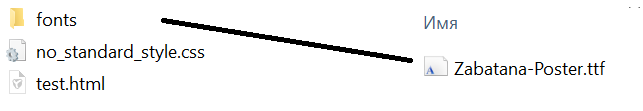 fonts
no_standard_style.css
test.html
Имя
Zabatana-Poster.ttf